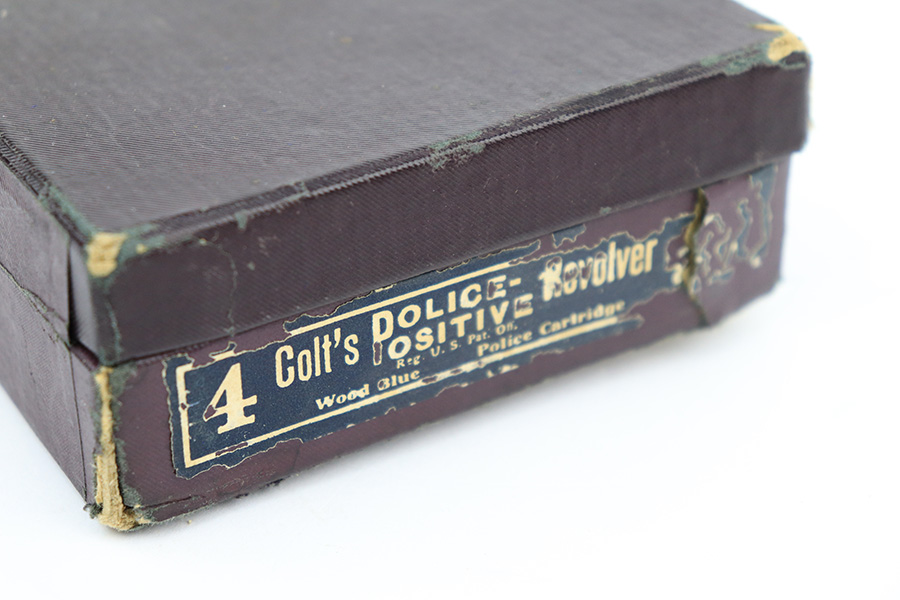 4 Colt's POLICE-POSITIVE Revolver
Reg. U. S. Pat. Off.
Wood Blue Police Cartridge